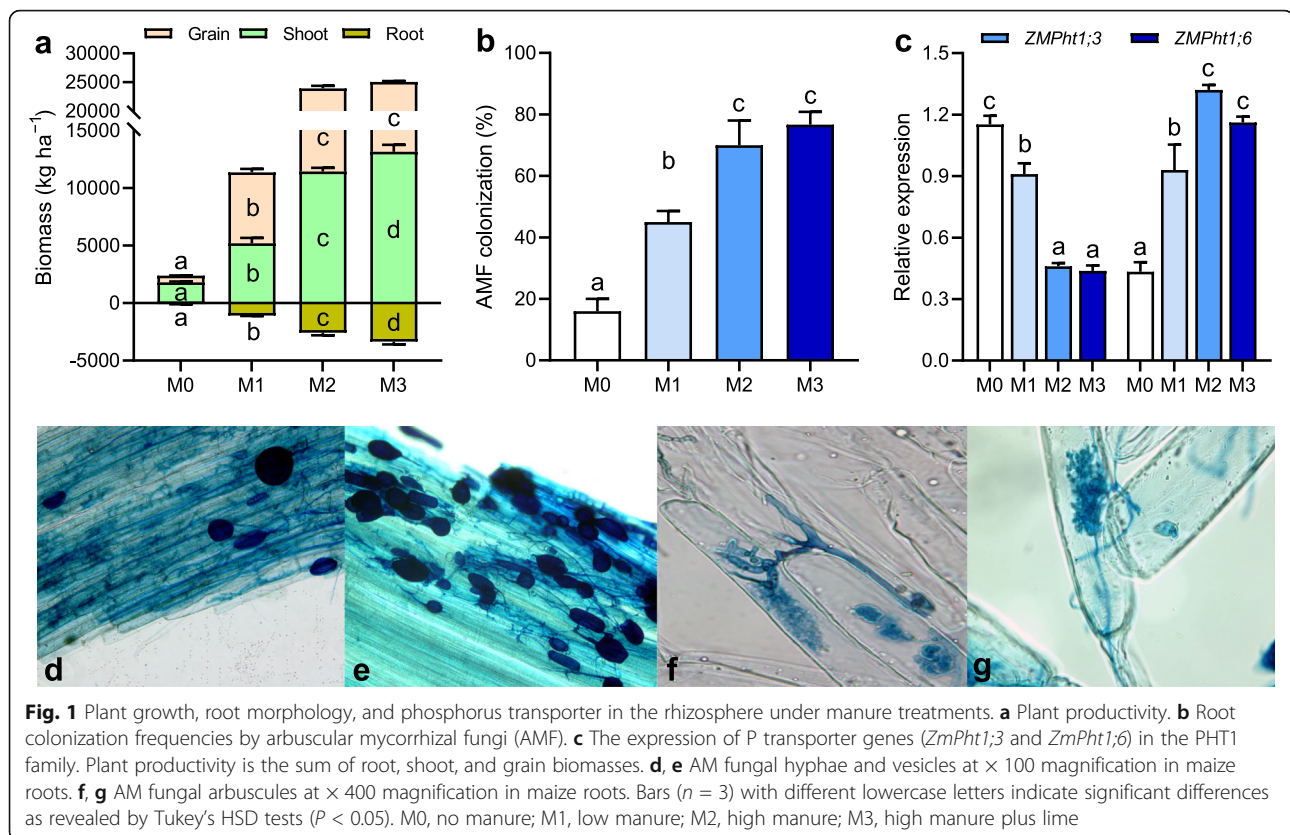 a
Grain Shoot Root
30000
25000
20000
15000
10000
5000
0
-5000
Biomass (kg ha⁻¹)
a
a
a
b
b
b
c
c
c
c
d
d
M0 M1 M2 M3
b
100
80
60
40
20
0
AMF colonization (%)
a
b
c
c
M0 M1 M2 M3
c
ZMPht1;3 ZMPht1;6
1.5
1.2
0.9
0.6
0.3
0.0
Relative expression
c
b
a
a
a
b
c
c
M0 M1 M2 M3 M0 M1 M2 M3
d
e
f
g
Fig. 1 Plant growth, root morphology, and phosphorus transporter in the rhizosphere under manure treatments. a Plant productivity. b Root
colonization frequencies by arbuscular mycorrhizal fungi (AMF). c The expression of P transporter genes (ZmPht1;3 and ZmPht1;6) in the PHT1
family. Plant productivity is the sum of root, shoot, and grain biomasses. d, e AM fungal hyphae and vesicles at × 100 magnification in maize
roots. f, g AM fungal arbuscules at × 400 magnification in maize roots. Bars (n = 3) with different lowercase letters indicate significant differences
as revealed by Tukey's HSD tests (P < 0.05). M0, no manure; M1, low manure; M2, high manure; M3, high manure plus lime